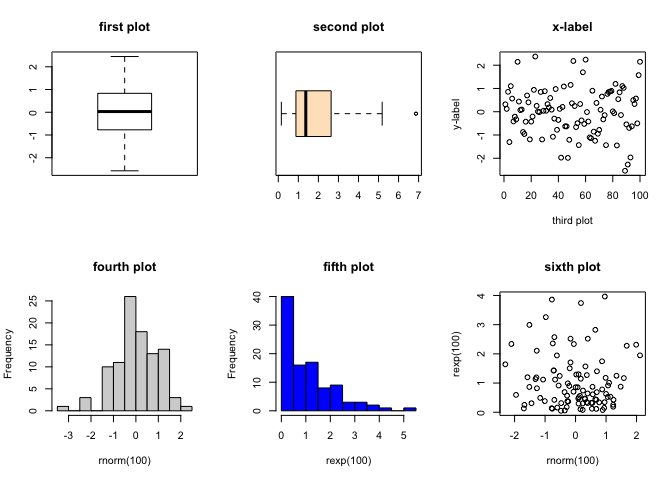 first plot
2
1
0
-1
-2
second plot
0 1 2 3 4 5 6 7
x-label
y-label
2
1
0
-1
-2
0 20 40 60 80 100
third plot
fourth plot
Frequency
25
15
10
5
0
-3 -2 -1 0 1 2
rnorm(100)
fifth plot
Frequency
40
30
20
10
0
0 1 2 3 4 5
rexp(100)
sixth plot
rexp(100)
4
3
2
1
0
-2 -1 0 1 2
rnorm(100)